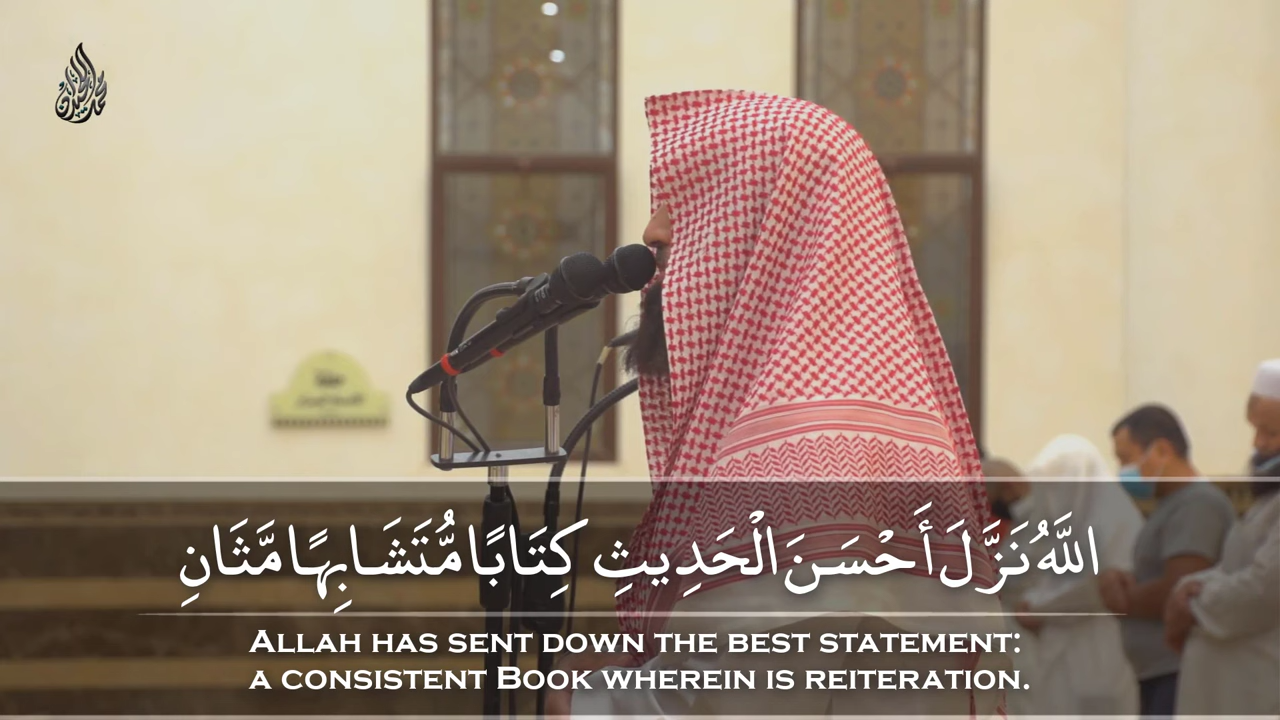 اللَّهُ نَزَّلَ أَحْسَنَ الْحَدِيثِ كِتَابًا مُّتَشَابِهًا مَّثَانِيَ
ALLAH HAS SENT DOWN THE BEST STATEMENT:
A CONSISTENT BOOK WHEREIN IS REITERATION.